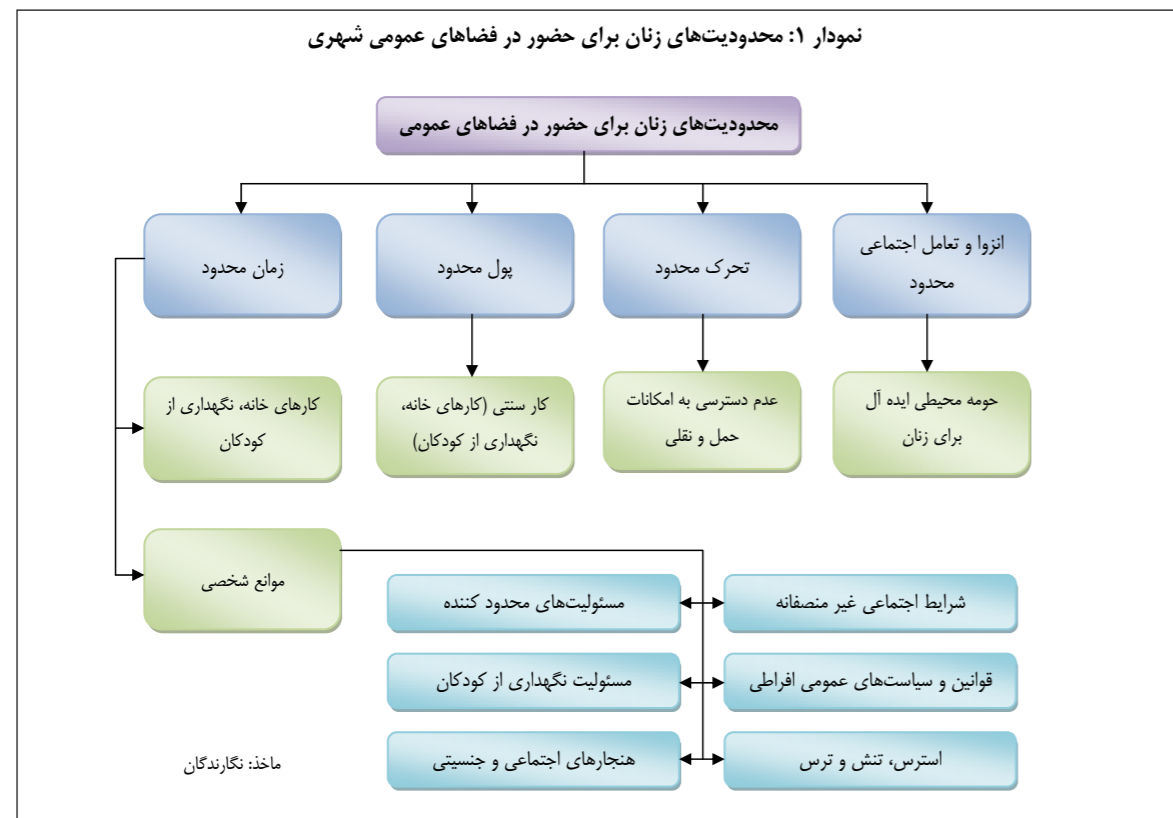 نمودار ۱: محدودیت‌های زنان برای حضور در فضاهای عمومی شهری
محدودیت‌های زنان برای حضور در فضاهای عمومی
انزوا و تعامل اجتماعی
محدود
تحرک محدود
پول محدود
زمان محدود
حومه محیطی ایده آل
برای زنان
عدم دسترسی به امکانات
حمل و نقلی
کار سنتی (کارهای خانه،
نگهداری از کودکان)
کارهای خانه، نگهداری از
کودکان
موانع شخصی
شرایط اجتماعی غیر منصفانه
مسئولیت‌های محدود کننده
قوانین و سیاست‌های عمومی افراطی
مسئولیت نگهداری از کودکان
استرس، تنش و ترس
هنجارهای اجتماعی و جنسیتی
ماخذ: نگارندگان